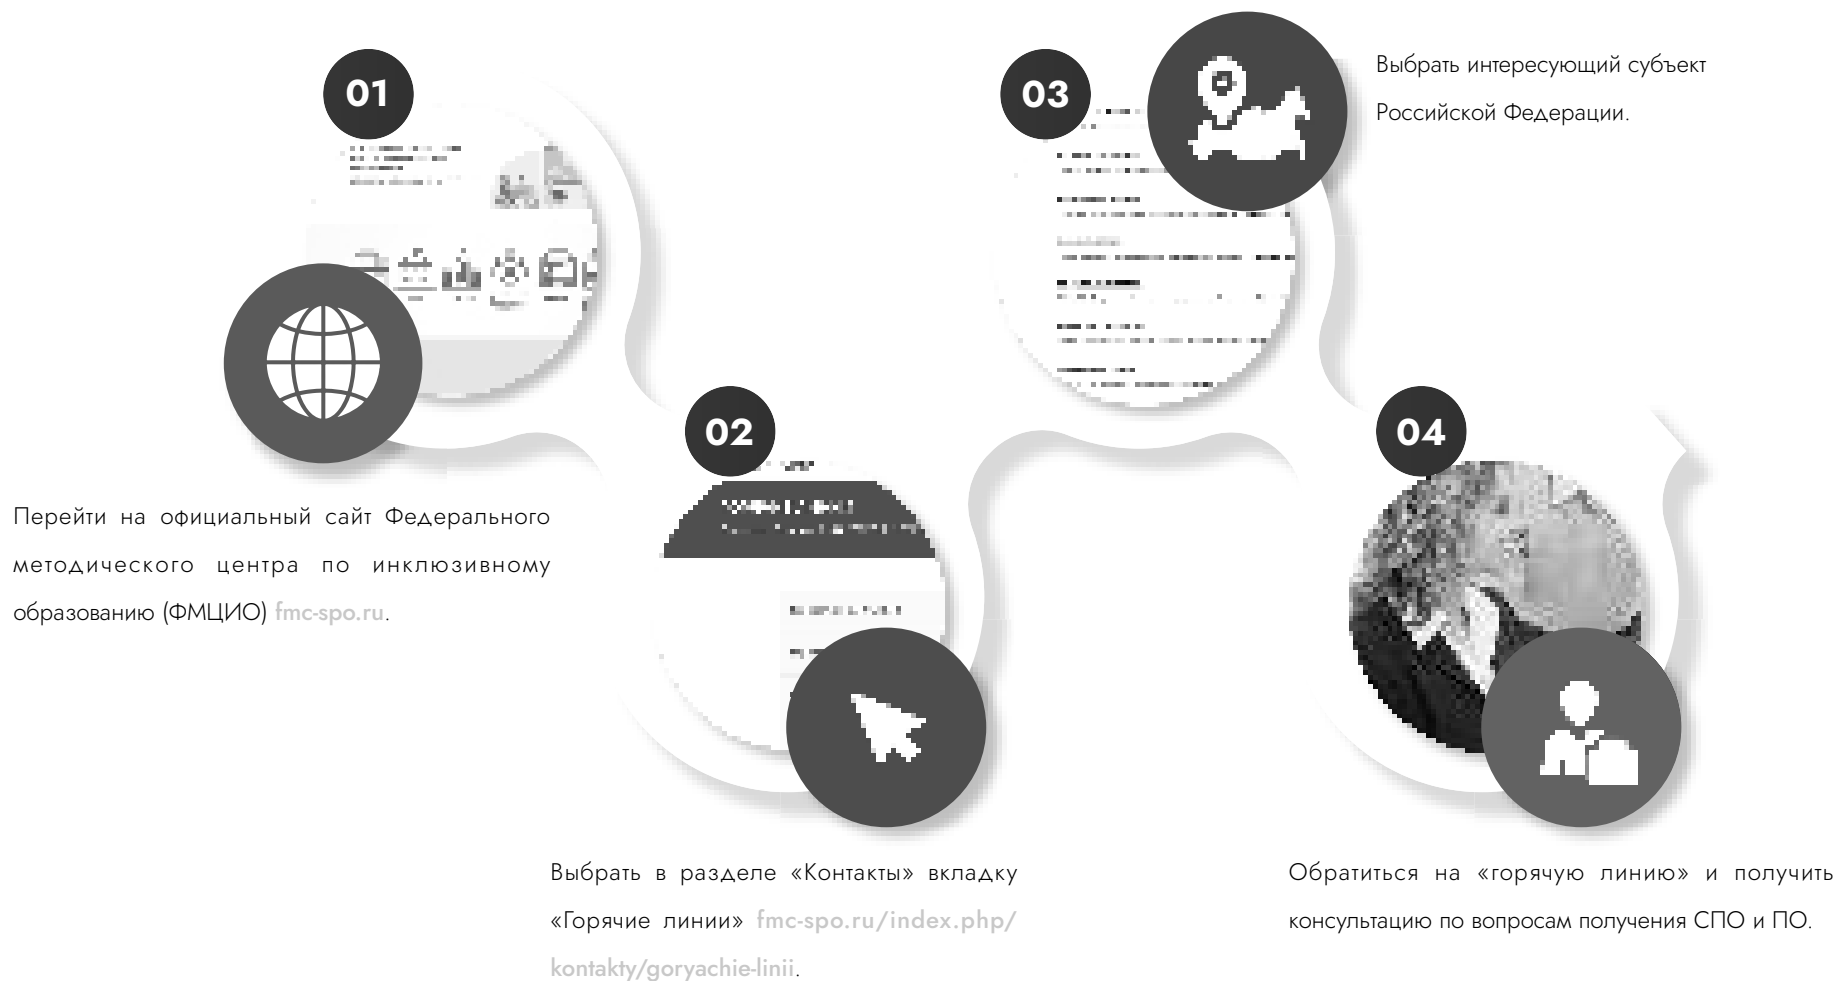 01
Перейти на официальный сайт Федерального
методического центра по инклюзивному
образованию (ФМЦИО) fmc-spo.ru.
02
Выбрать в разделе «Контакты» вкладку
«Горячие линии» fmc-spo.ru/index.php/
kontakty/goryachie-linii.
03
Выбрать интересующий субъект
Российской Федерации.
04
Обратиться на «горячую линию» и получить
консультацию по вопросам получения СПО и ПО.